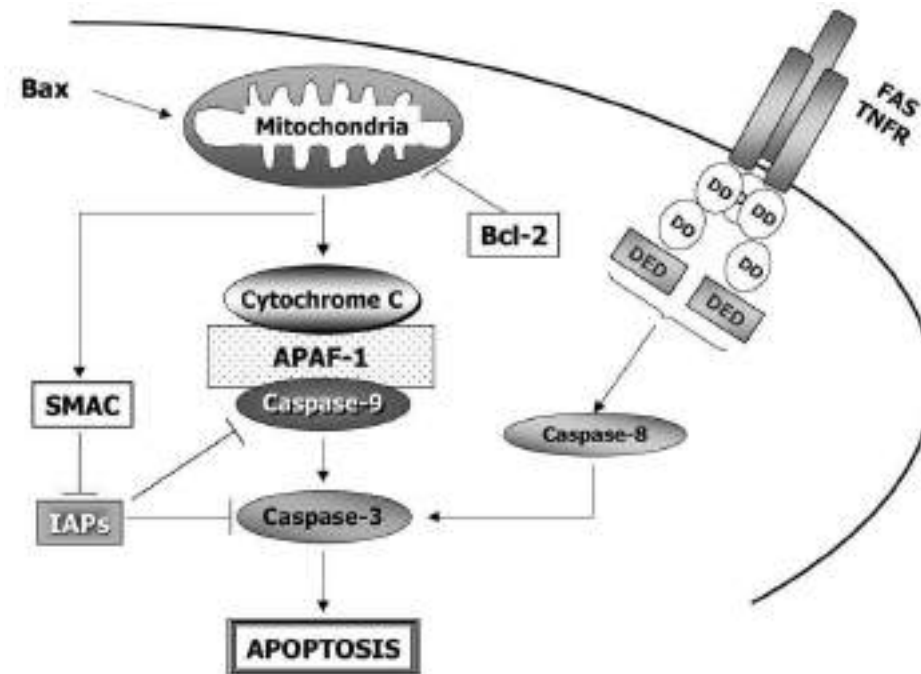 FAS
TNFR
Bax
Mitochondria
DD
DD
DD
DD
Bcl-2
DED
DED
Cytochrome C
APAF-1
SMAC
Caspase-9
Caspase-8
IAPs
Caspase-3
APOPTOSIS